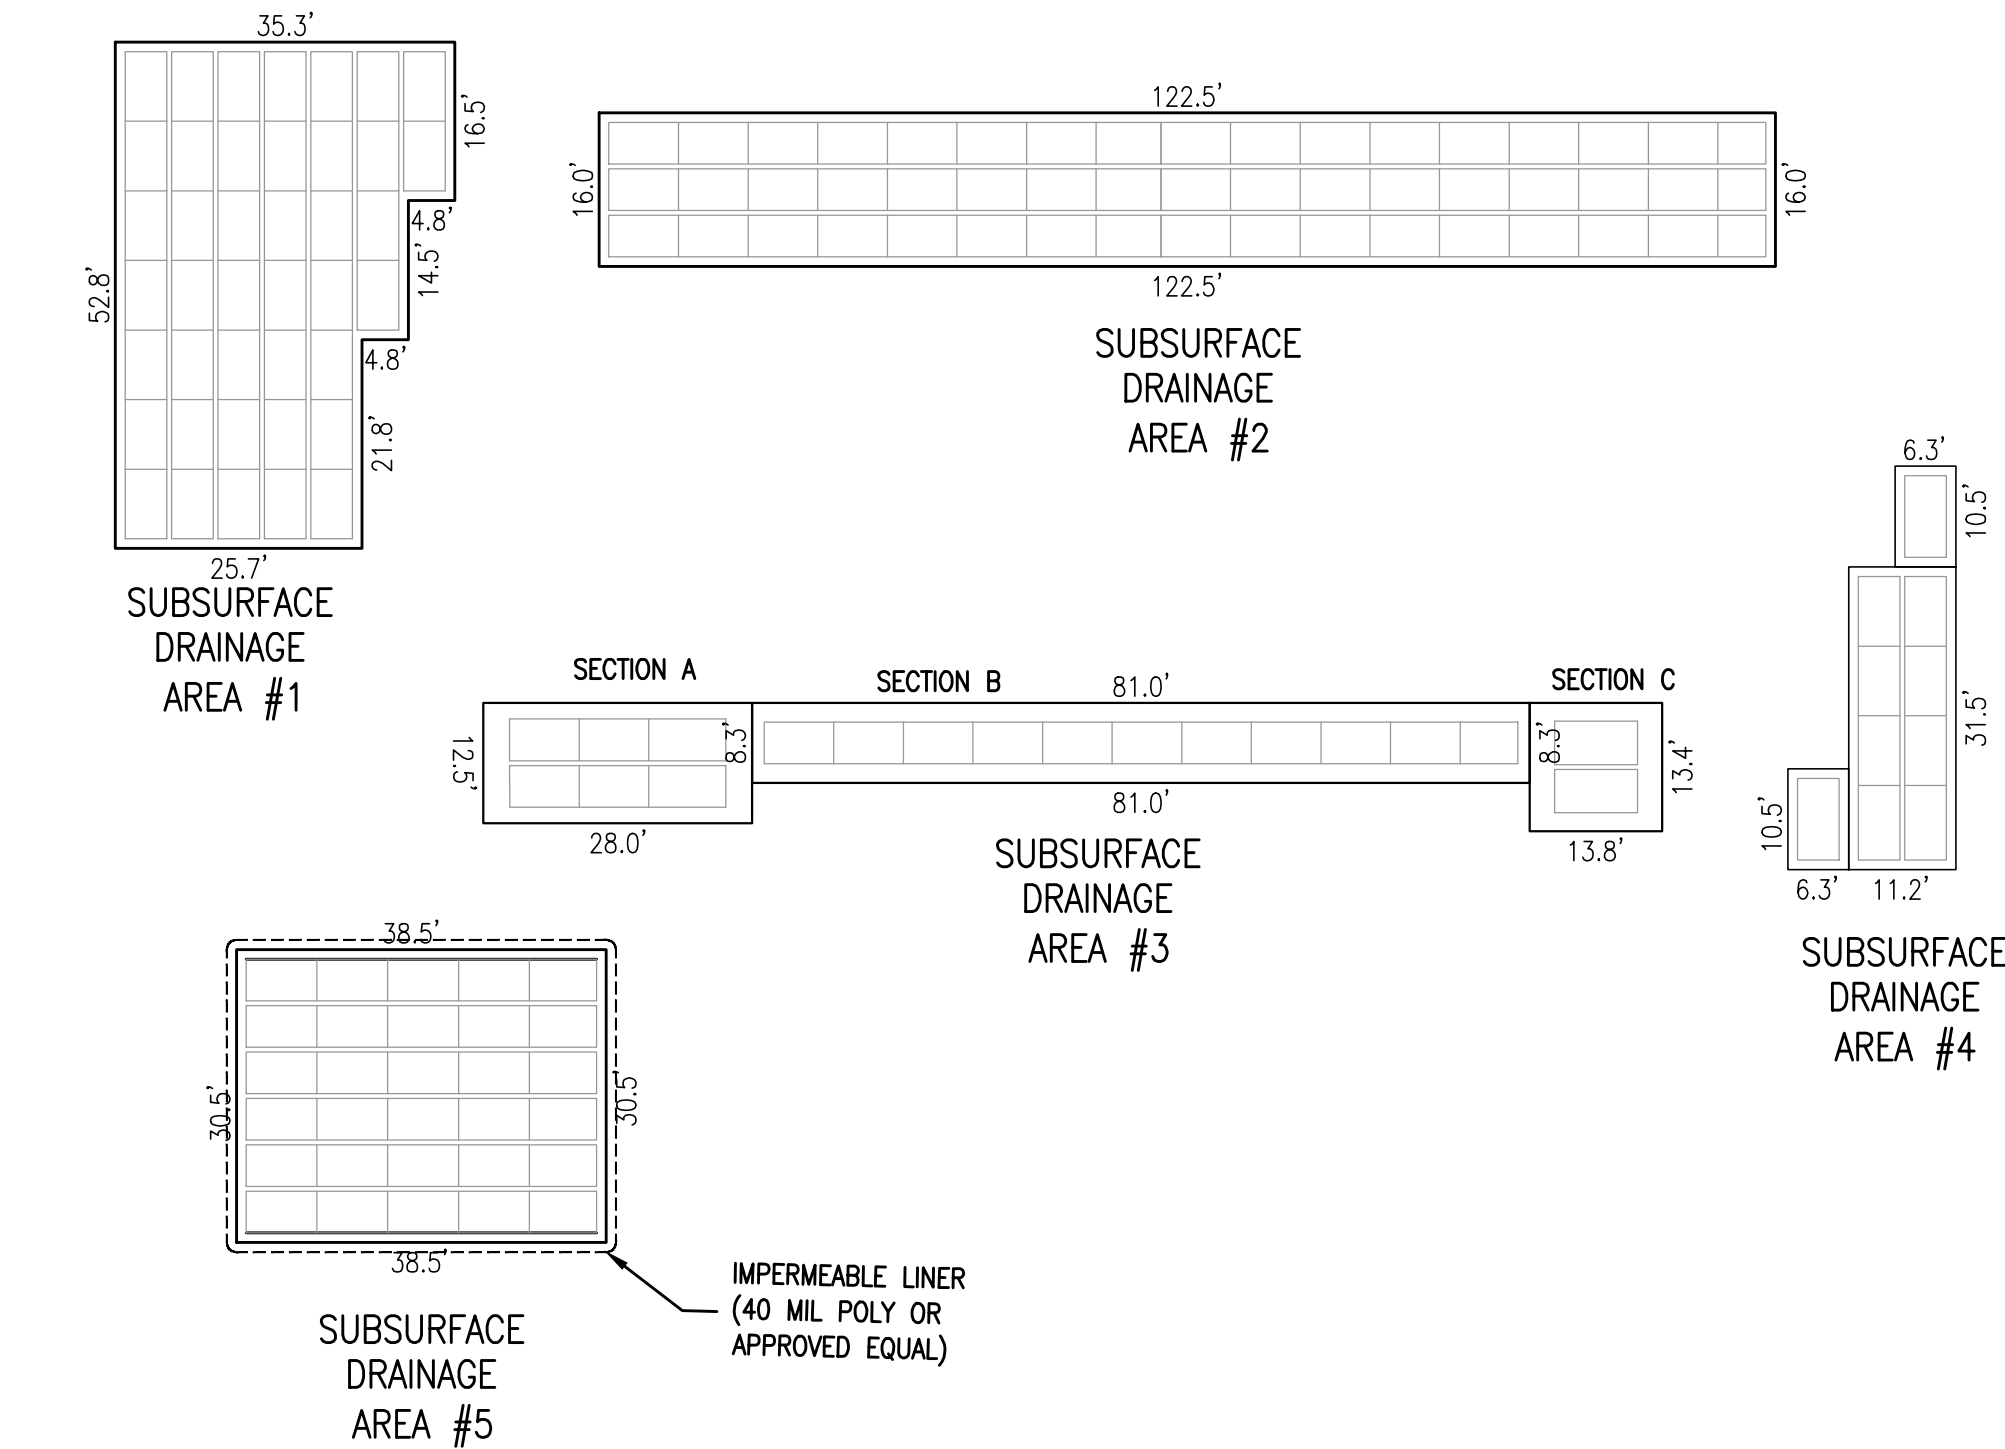 35.3'
16.5'
4.8'
14.5'
4.8'
21.8'
52.8'
25.7'
SUBSURFACE
DRAINAGE
AREA #1
122.5'
16.0'
16.0'
122.5'
SUBSURFACE
DRAINAGE
AREA #2
SECTION A
SECTION B
81.0'
SECTION C
12.5'
8.3'
8.3'
13.4'
28.0'
81.0'
13.8'
SUBSURFACE
DRAINAGE
AREA #3
6.3'
10.5'
31.5'
10.5'
6.3'
11.2'
SUBSURFACE
DRAINAGE
AREA #4
38.5'
30.5'
30.5'
38.5'
IMPERMEABLE LINER
(40 MIL POLY OR
APPROVED EQUAL)
SUBSURFACE
DRAINAGE
AREA #5